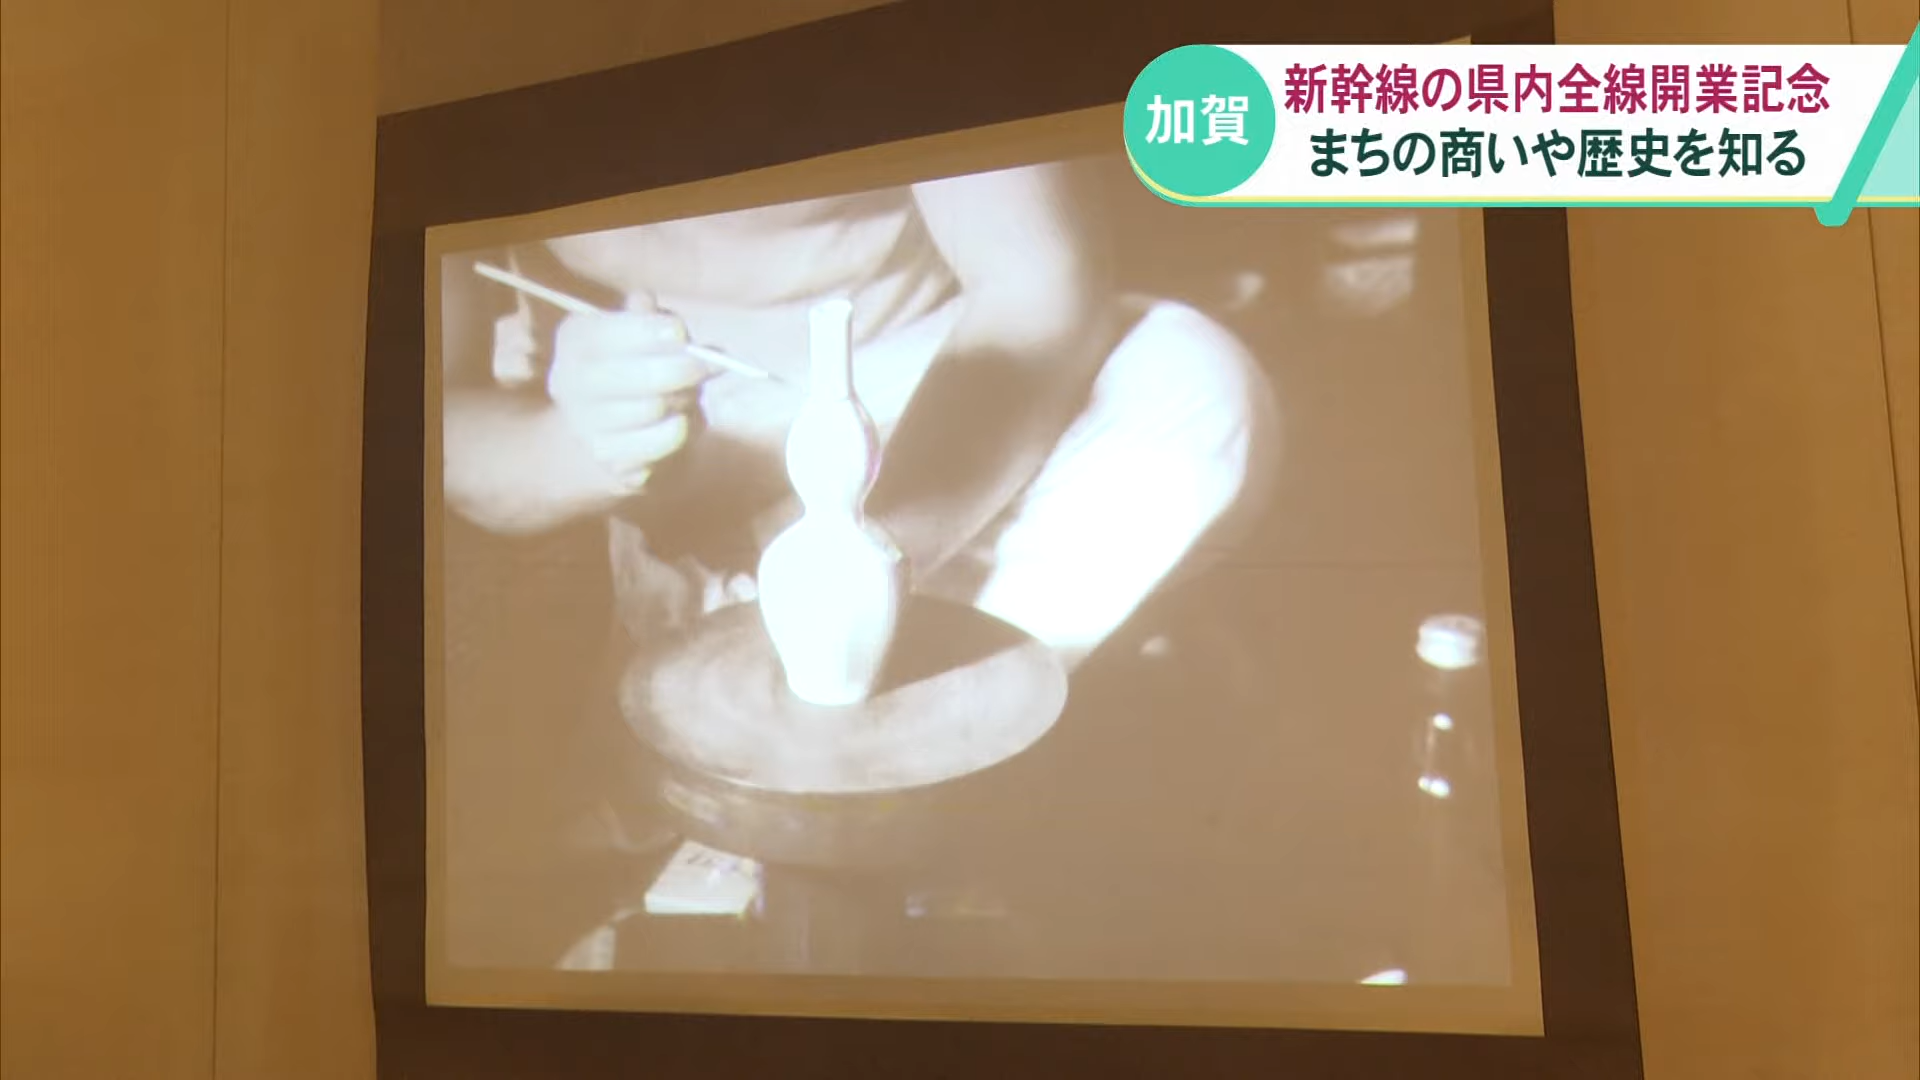 加賀
新幹線の県内全線開業記念
まちの商いや歴史を知る